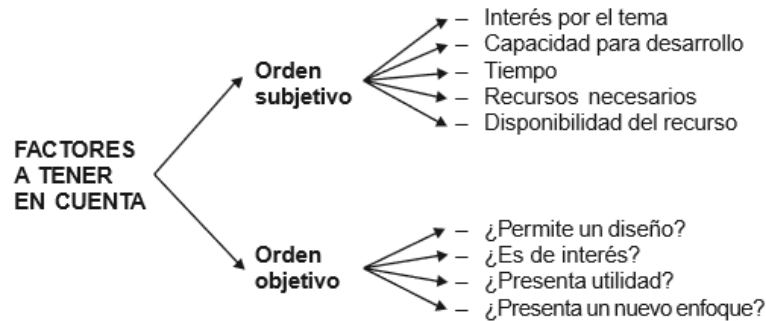 FACTORES
A TENER
EN CUENTA
Orden
subjetivo
– Interés por el tema
– Capacidad para desarrollo
– Tiempo
– Recursos necesarios
– Disponibilidad del recurso
Orden
objetivo
– ¿Permite un diseño?
– ¿Es de interés?
– ¿Presenta utilidad?
– ¿Presenta un nuevo enfoque?